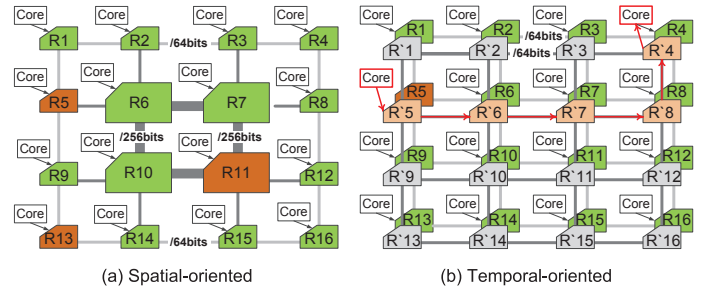 Core Core Core Core
R1 R2 R3 R4
/64bits
Core Core Core Core
R5 R6 R7 R8
/256bits /256bits
Core Core Core Core
R9 R10 R11 R12
Core Core Core Core
R13 R14 R15 R16
/64bits
(a) Spatial-oriented
Core Core Core Core
R1 R2 /64bits R3 R4
R`1 R`2 /64bits R`3 R`4
Core Core Core Core
R5 R6 R7 R8
R`5 R`6 R`7 R`8
Core Core Core Core
R9 R10 R11 R12
R`9 R`10 R`11 R`12
Core Core Core Core
R13 R14 R15 R16
R`13 R`14 R`15 R`16
(b) Temporal-oriented